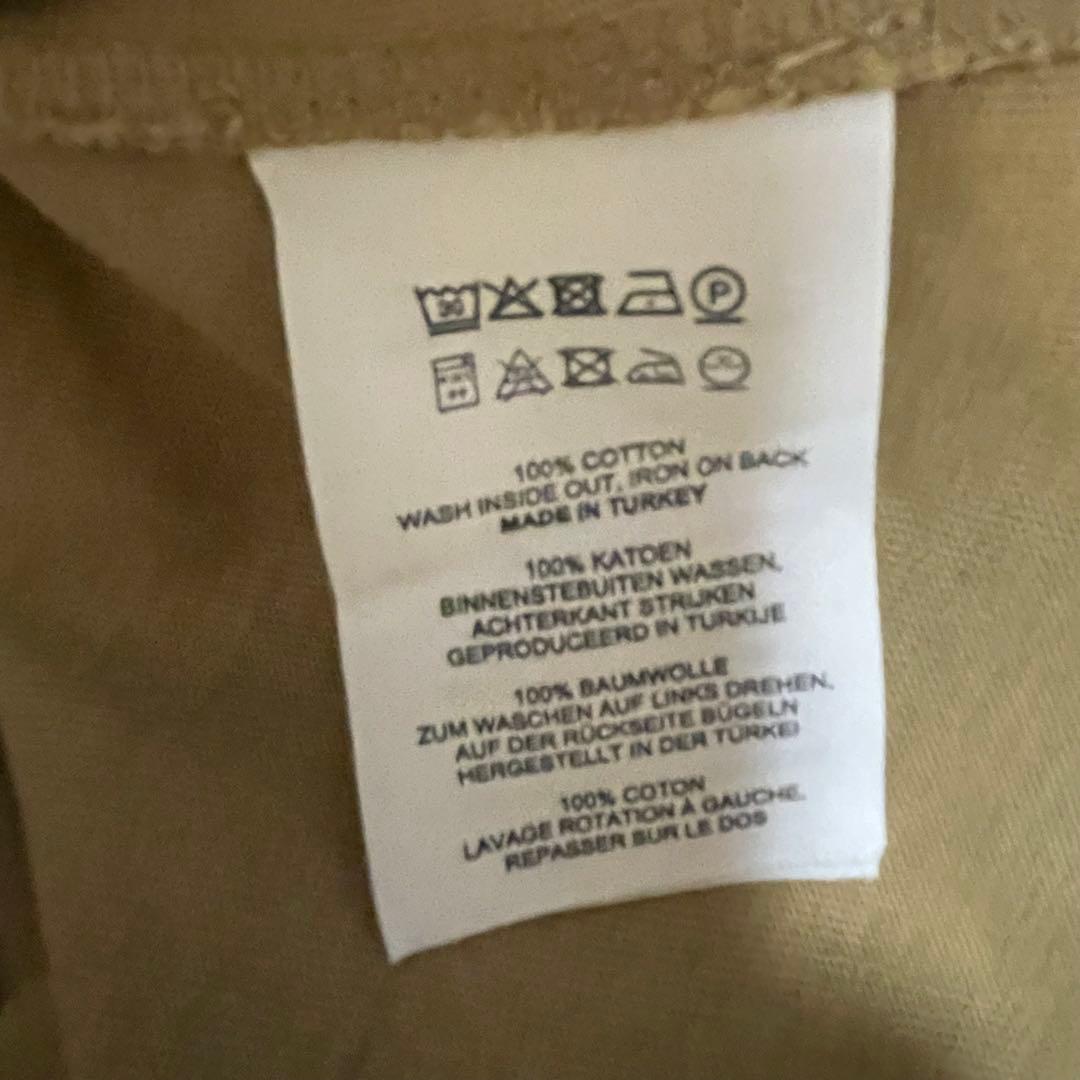 30
P
100% COTTON
WASH INSIDE OUT, IRON ON BACK
MADE IN TURKEY
100% KATOEN
BINNENSTEBUITEN WASSEN,
ACHTERKANT STRIJKEN
GEPRODUCEERD IN TURKIJE
100% BAUMWOLLE
ZUM WASCHEN AUF LINKS DREHEN,
AUF DER RÜCKSEITE BÜGELN
HERGESTELLT IN DER TÜRKEI
100% COTON
LAVAGE ROTATION À GAUCHE,
REPASSER SUR LE DOS